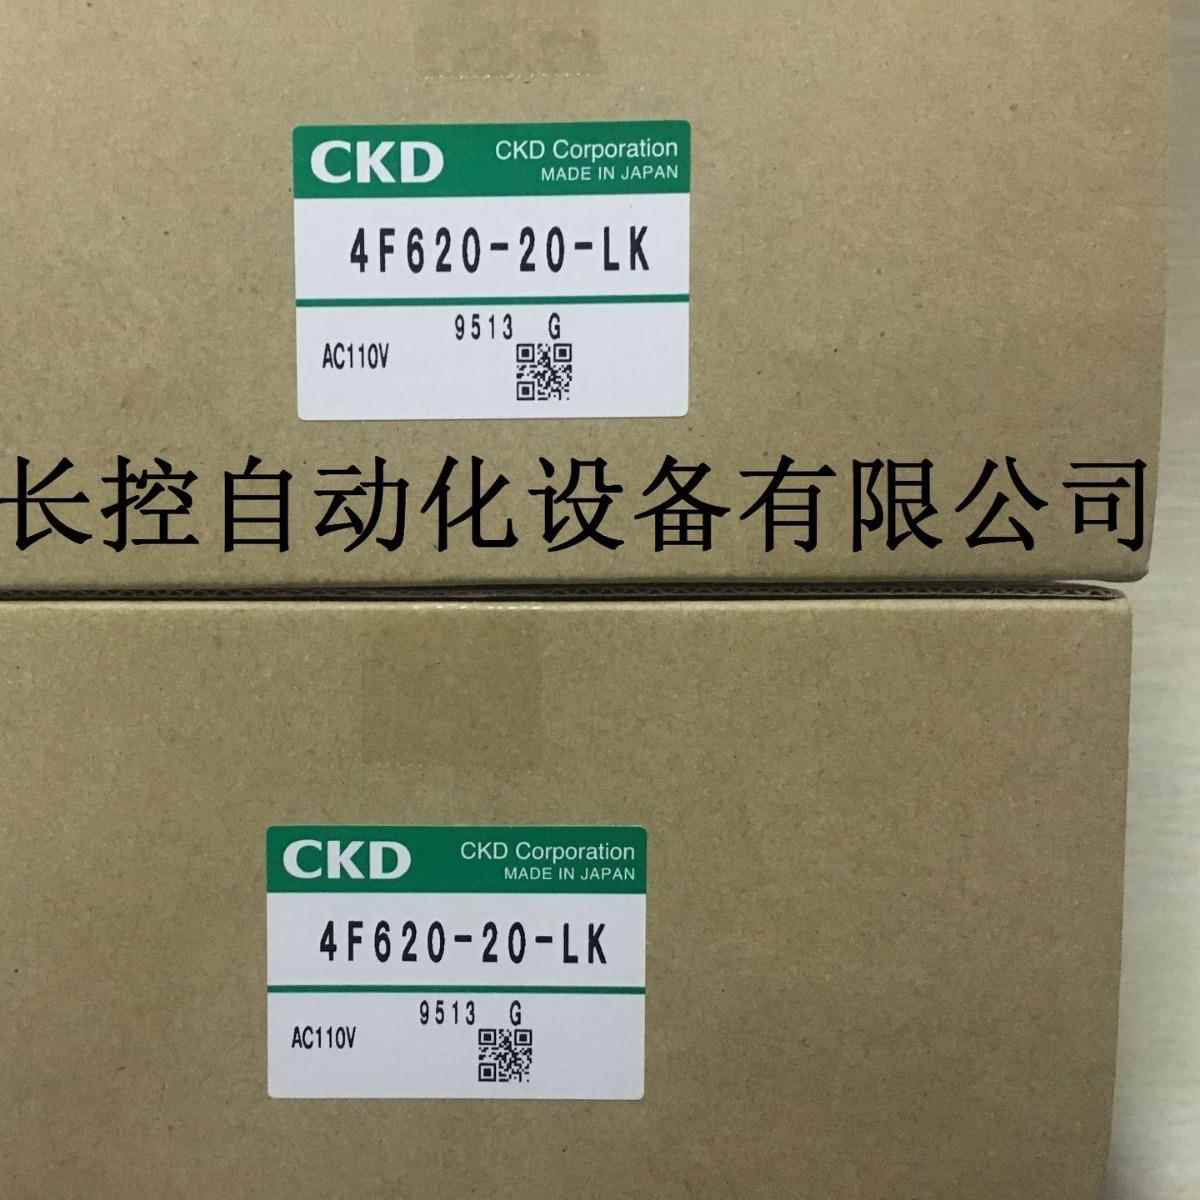 CKD CKD Corporation
MADE IN JAPAN
4F620-20-LK
9513 G
AC110V
长控自动化设备有限公司
CKD CKD Corporation
MADE IN JAPAN
4F620-20-LK
9513 G
AC110V